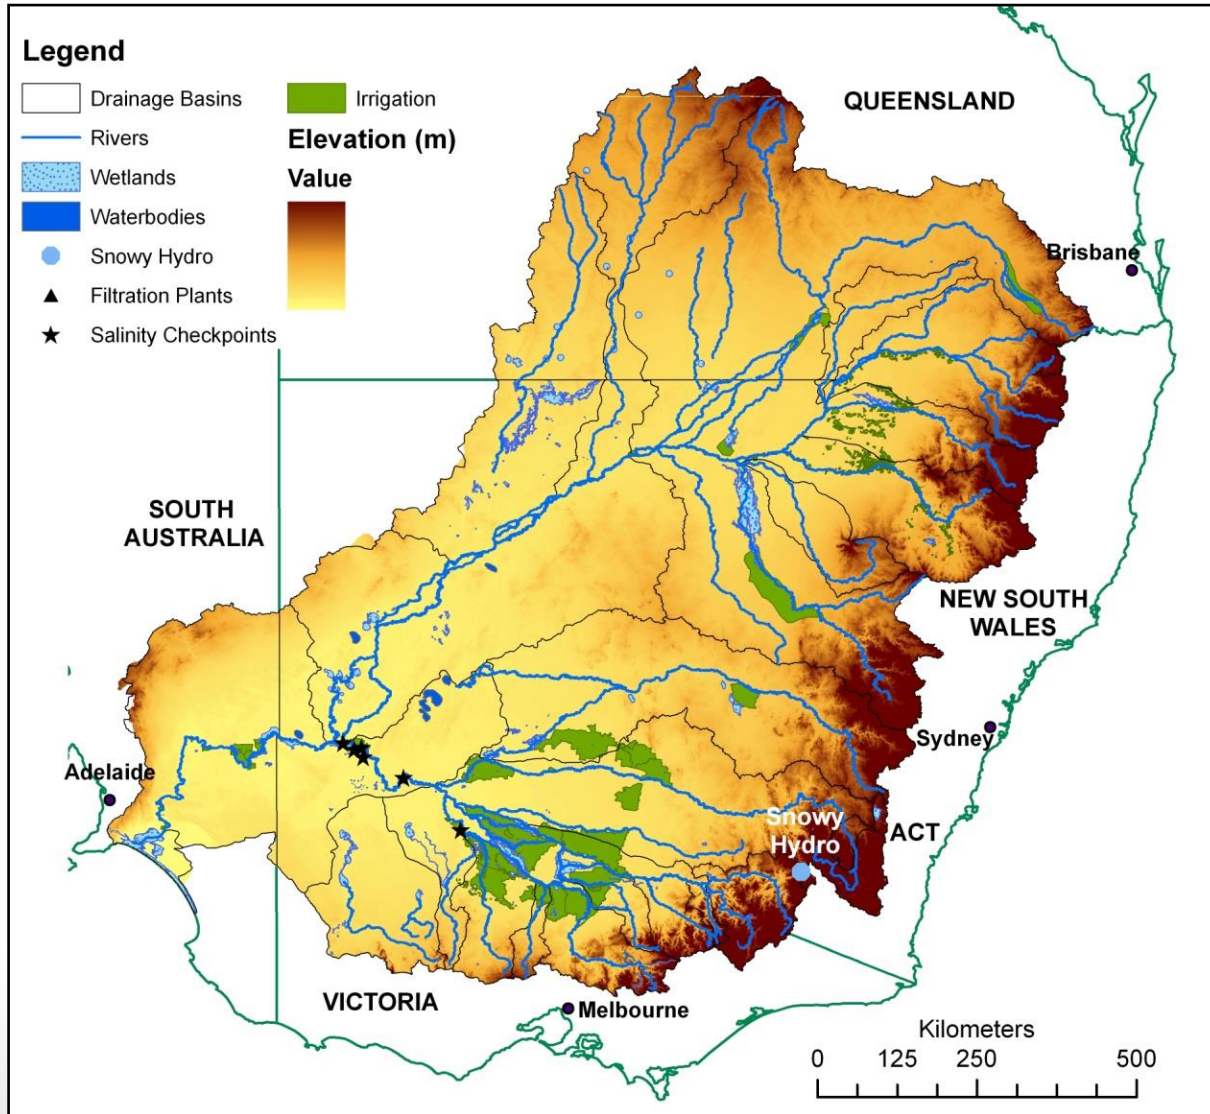 Legend
Drainage Basins
Rivers
Wetlands
Waterbodies
Snowy Hydro
Filtration Plants
Salinity Checkpoints
Irrigation
Elevation (m)
Value
QUEENSLAND
Brisbane
SOUTH
AUSTRALIA
NEW SOUTH
WALES
Sydney
Adelaide
Snowy
Hydro
ACT
VICTORIA
Melbourne
Kilometers
0 125 250 500